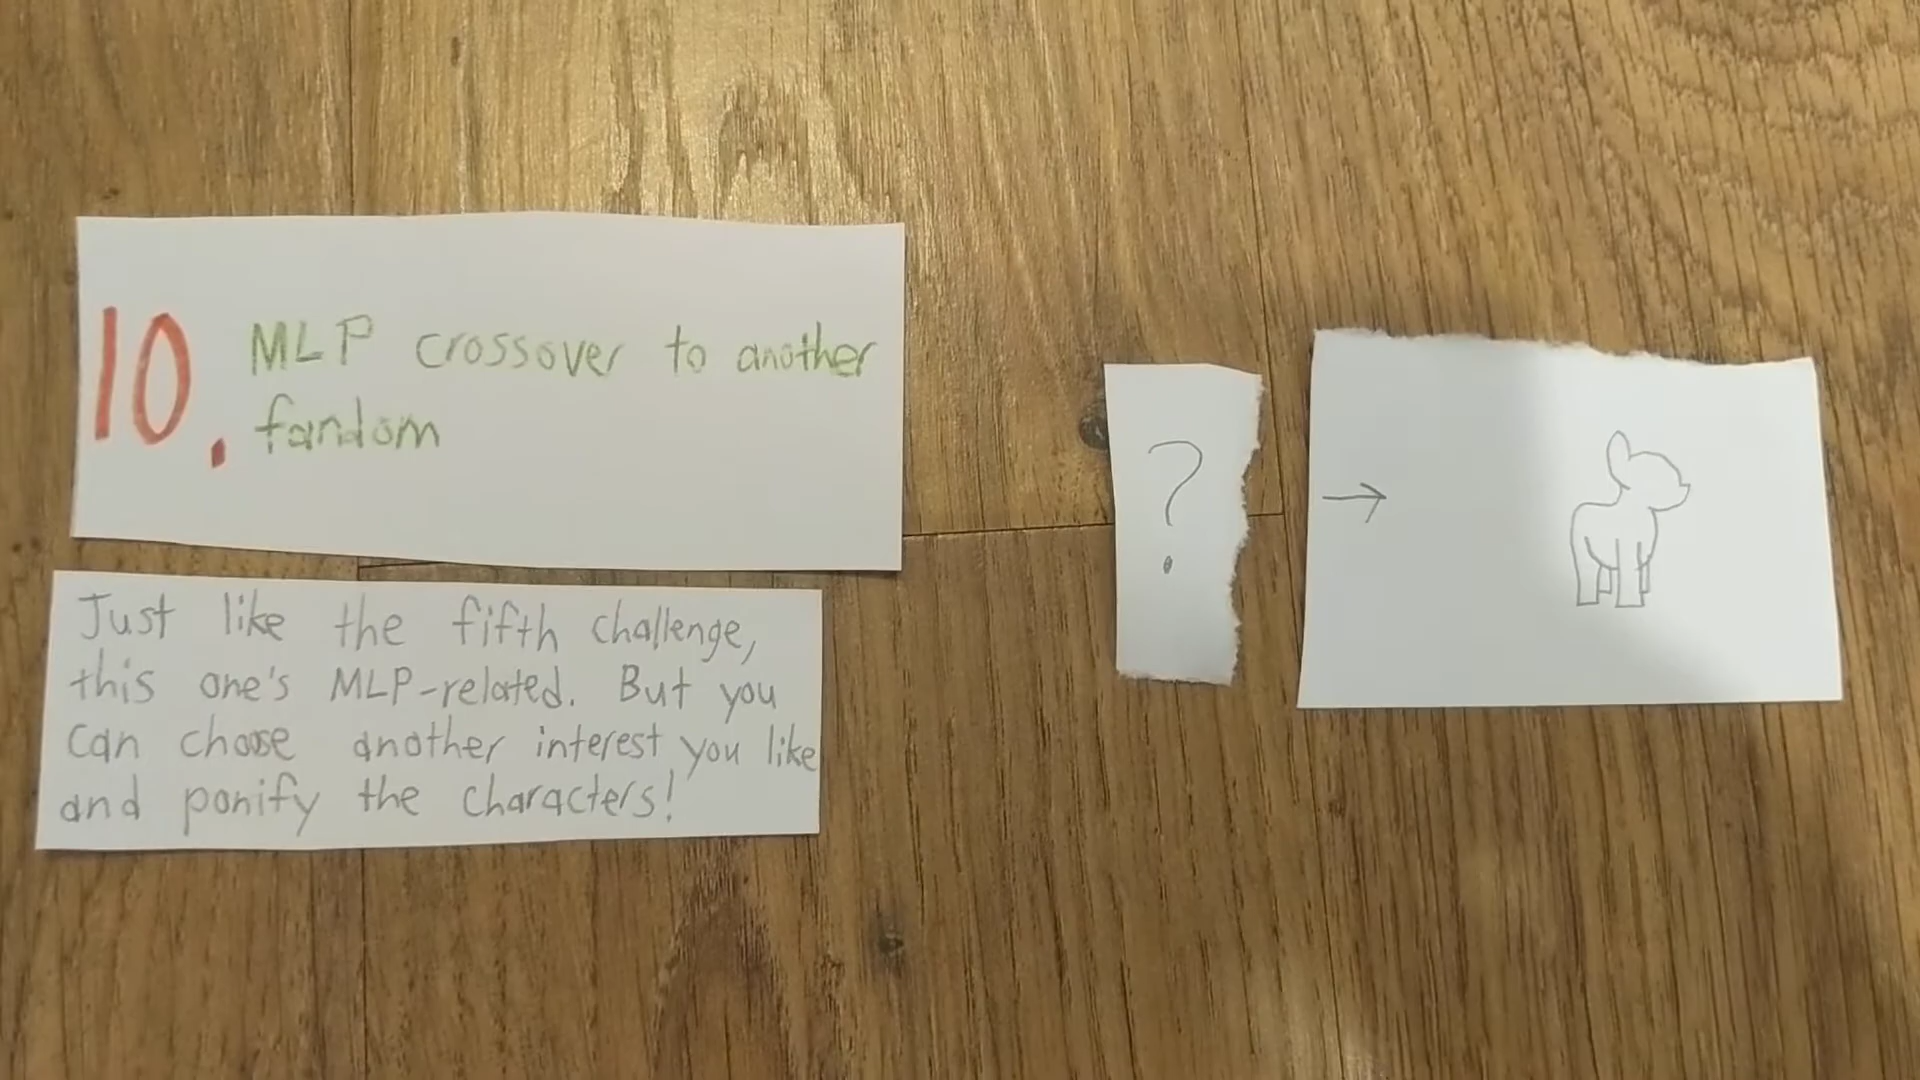 10. MLP crossover to another
fandom
Just like the fifth challenge,
this one's MLP-related. But you
can choose another interest you like
and ponify the characters!
?
→